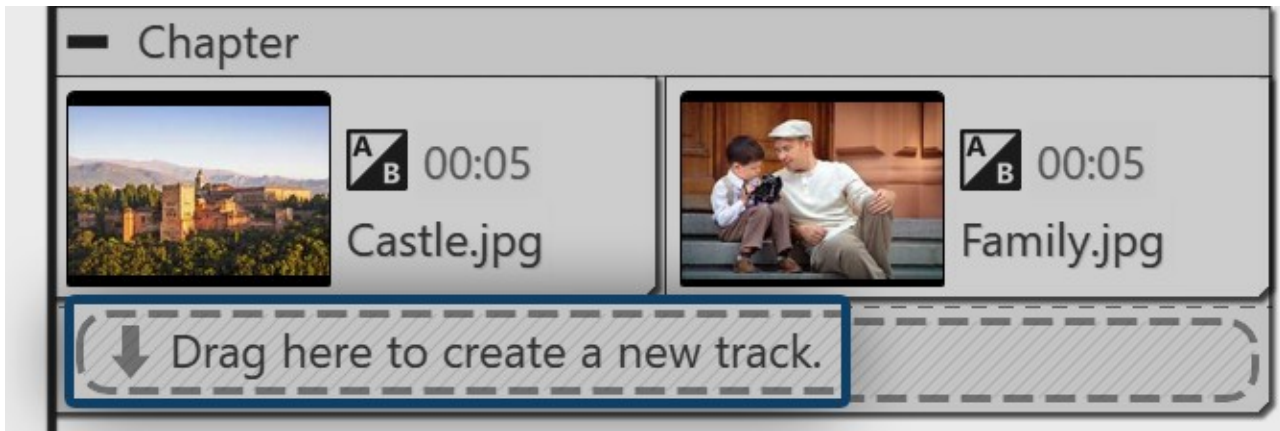 Chapter
A B 00:05
Castle.jpg
A B 00:05
Family.jpg
Drag here to create a new track.